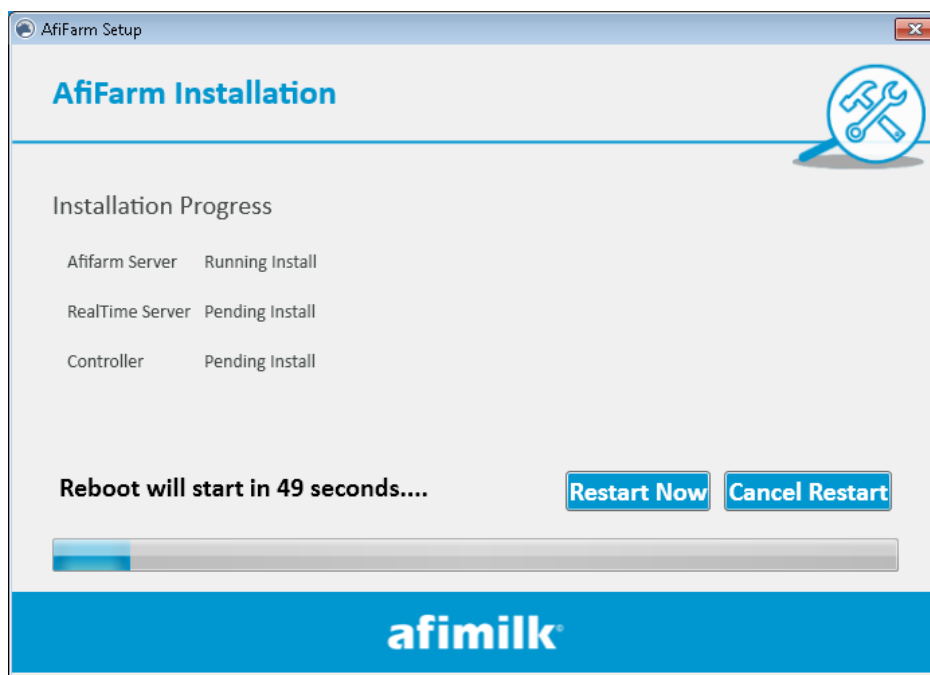 AfiFarm Setup
AfiFarm Installation
Installation Progress
Afifarm Server Running Install
RealTime Server Pending Install
Controller Pending Install
Reboot will start in 49 seconds.... Restart Now Cancel Restart
afimilk